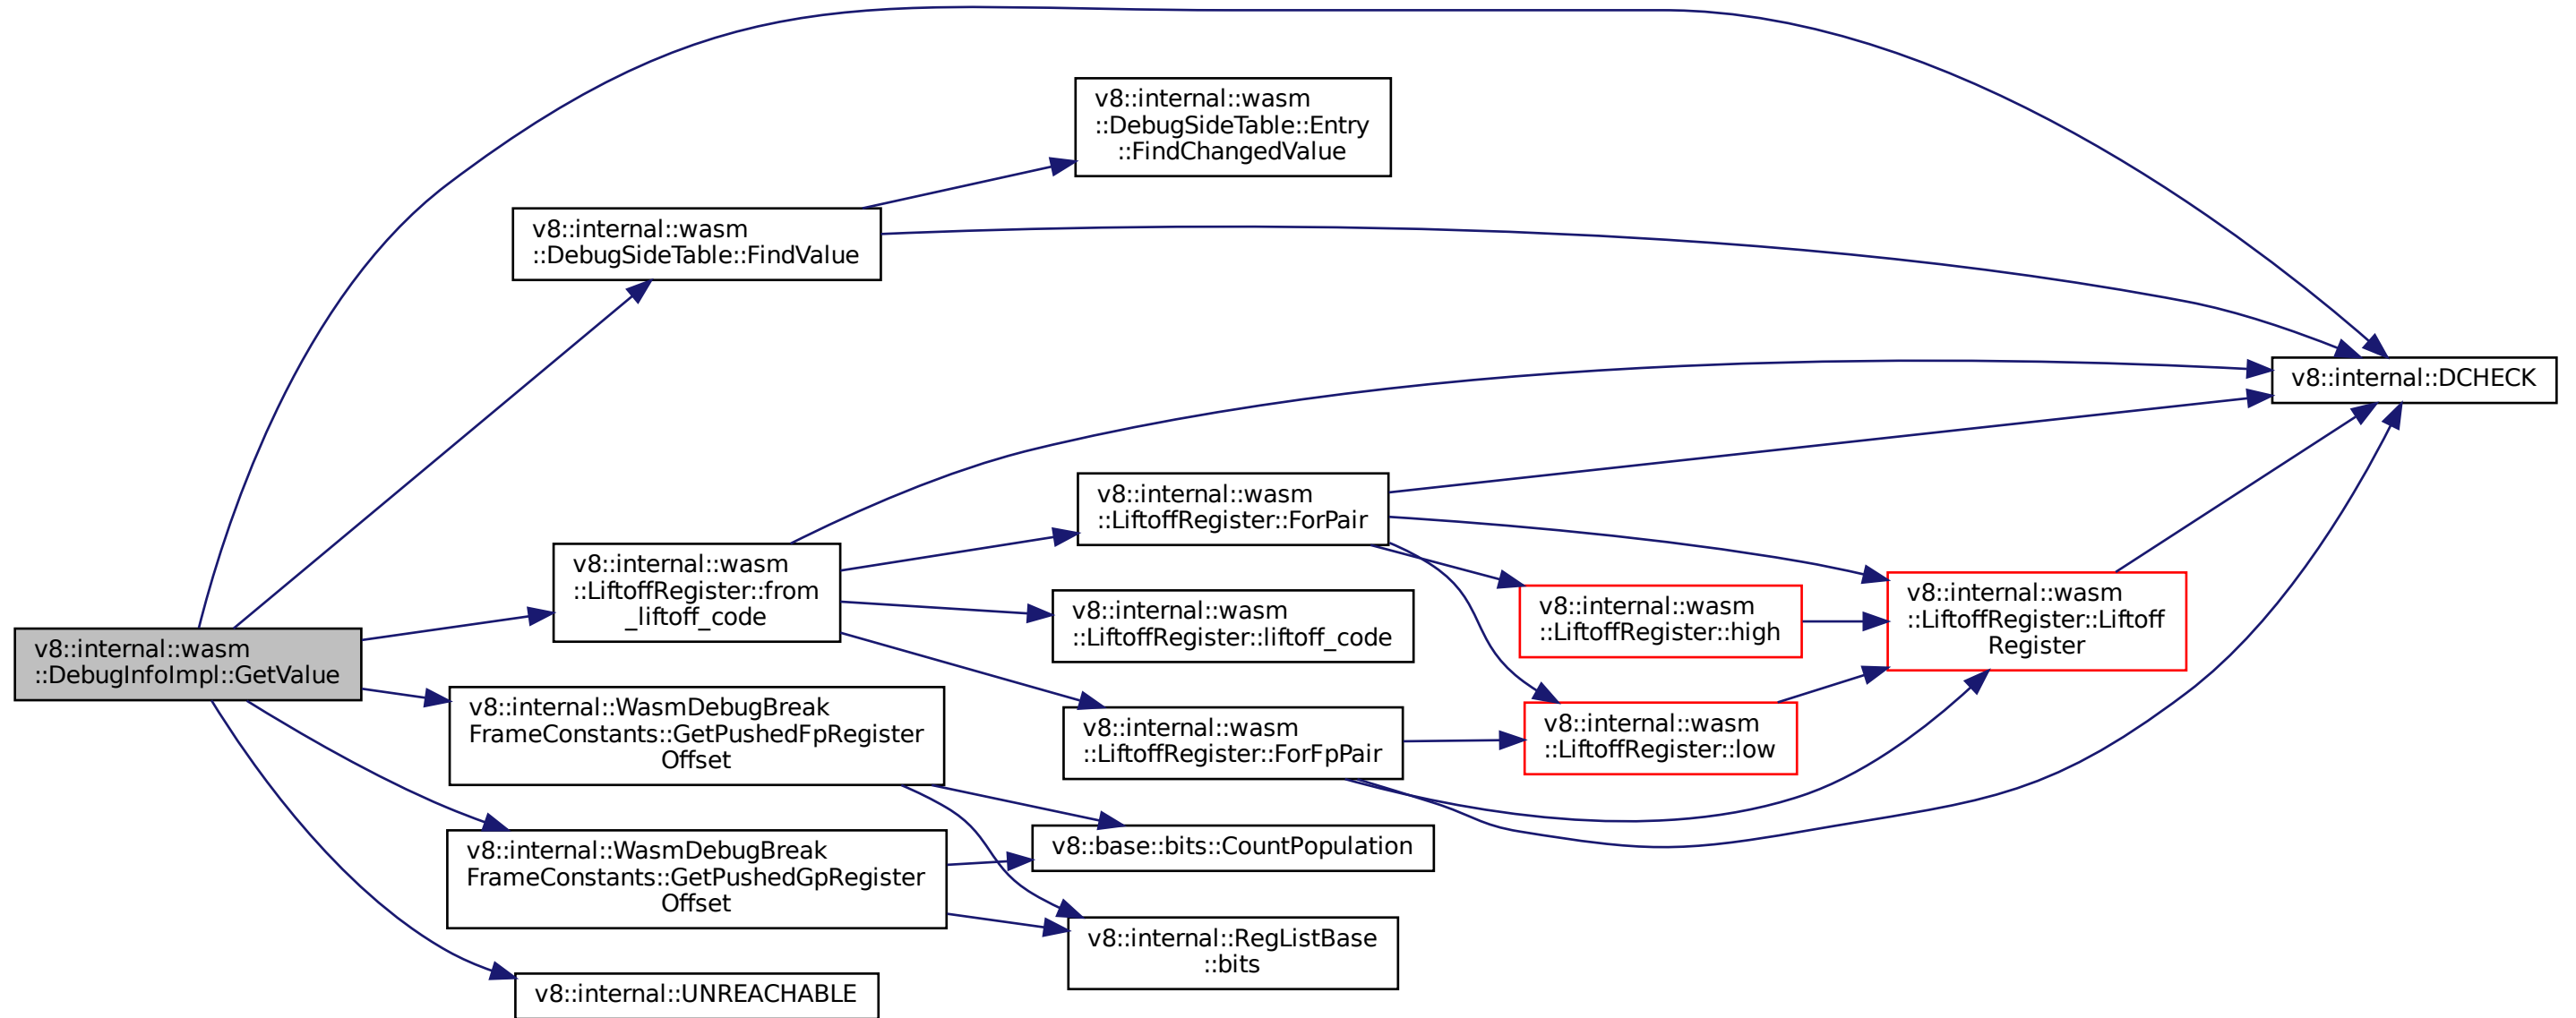 v8::internal::wasm
::DebugSideTable::Entry
::FindChangedValue
v8::internal::wasm
::DebugSideTable::FindValue
v8::internal::DCHECK
v8::internal::wasm
::LiftoffRegister::ForPair
v8::internal::wasm
::LiftoffRegister::from
_liftoff_code
v8::internal::wasm
::LiftoffRegister::liftoff_code
v8::internal::wasm
::LiftoffRegister::high
v8::internal::wasm
::LiftoffRegister::Liftoff
Register
v8::internal::wasm
::DebugInfoImpl::GetValue
v8::internal::WasmDebugBreak
FrameConstants::GetPushedFpRegister
Offset
v8::internal::wasm
::LiftoffRegister::ForFpPair
v8::internal::wasm
::LiftoffRegister::low
v8::internal::WasmDebugBreak
FrameConstants::GetPushedGpRegister
Offset
v8::base::bits::CountPopulation
v8::internal::RegListBase
::bits
v8::internal::UNREACHABLE